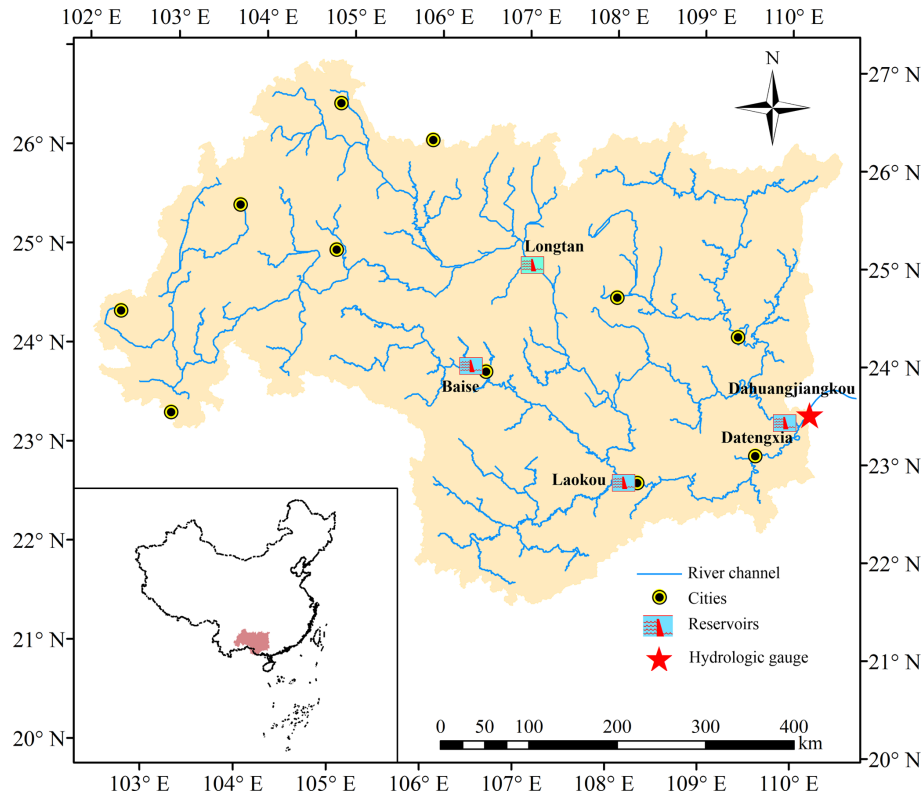 102° E 103° E 104° E 105° E 106° E 107° E 108° E 109° E 110° E
N
27° N
26° N
26° N
25° N
Longtan
25° N
24° N
24° N
Baise
Dahuangjiangkou
23° N
Datengxia
23° N
Laokou
22° N
22° N
River channel
Cities
Reservoirs
21° N
Hydrologic gauge
21° N
20° N
0 50 100 200 300 400
km
20° N
103° E 104° E 105° E 106° E 107° E 108° E 109° E 110° E